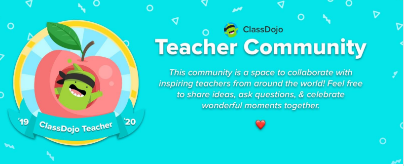 ClassDojo
Teacher Community
This community is a space to collaborate with
inspiring teachers from around the world! Feel free
to share ideas, ask questions, & celebrate
wonderful moments together.
'19 ClassDojo Teacher '20